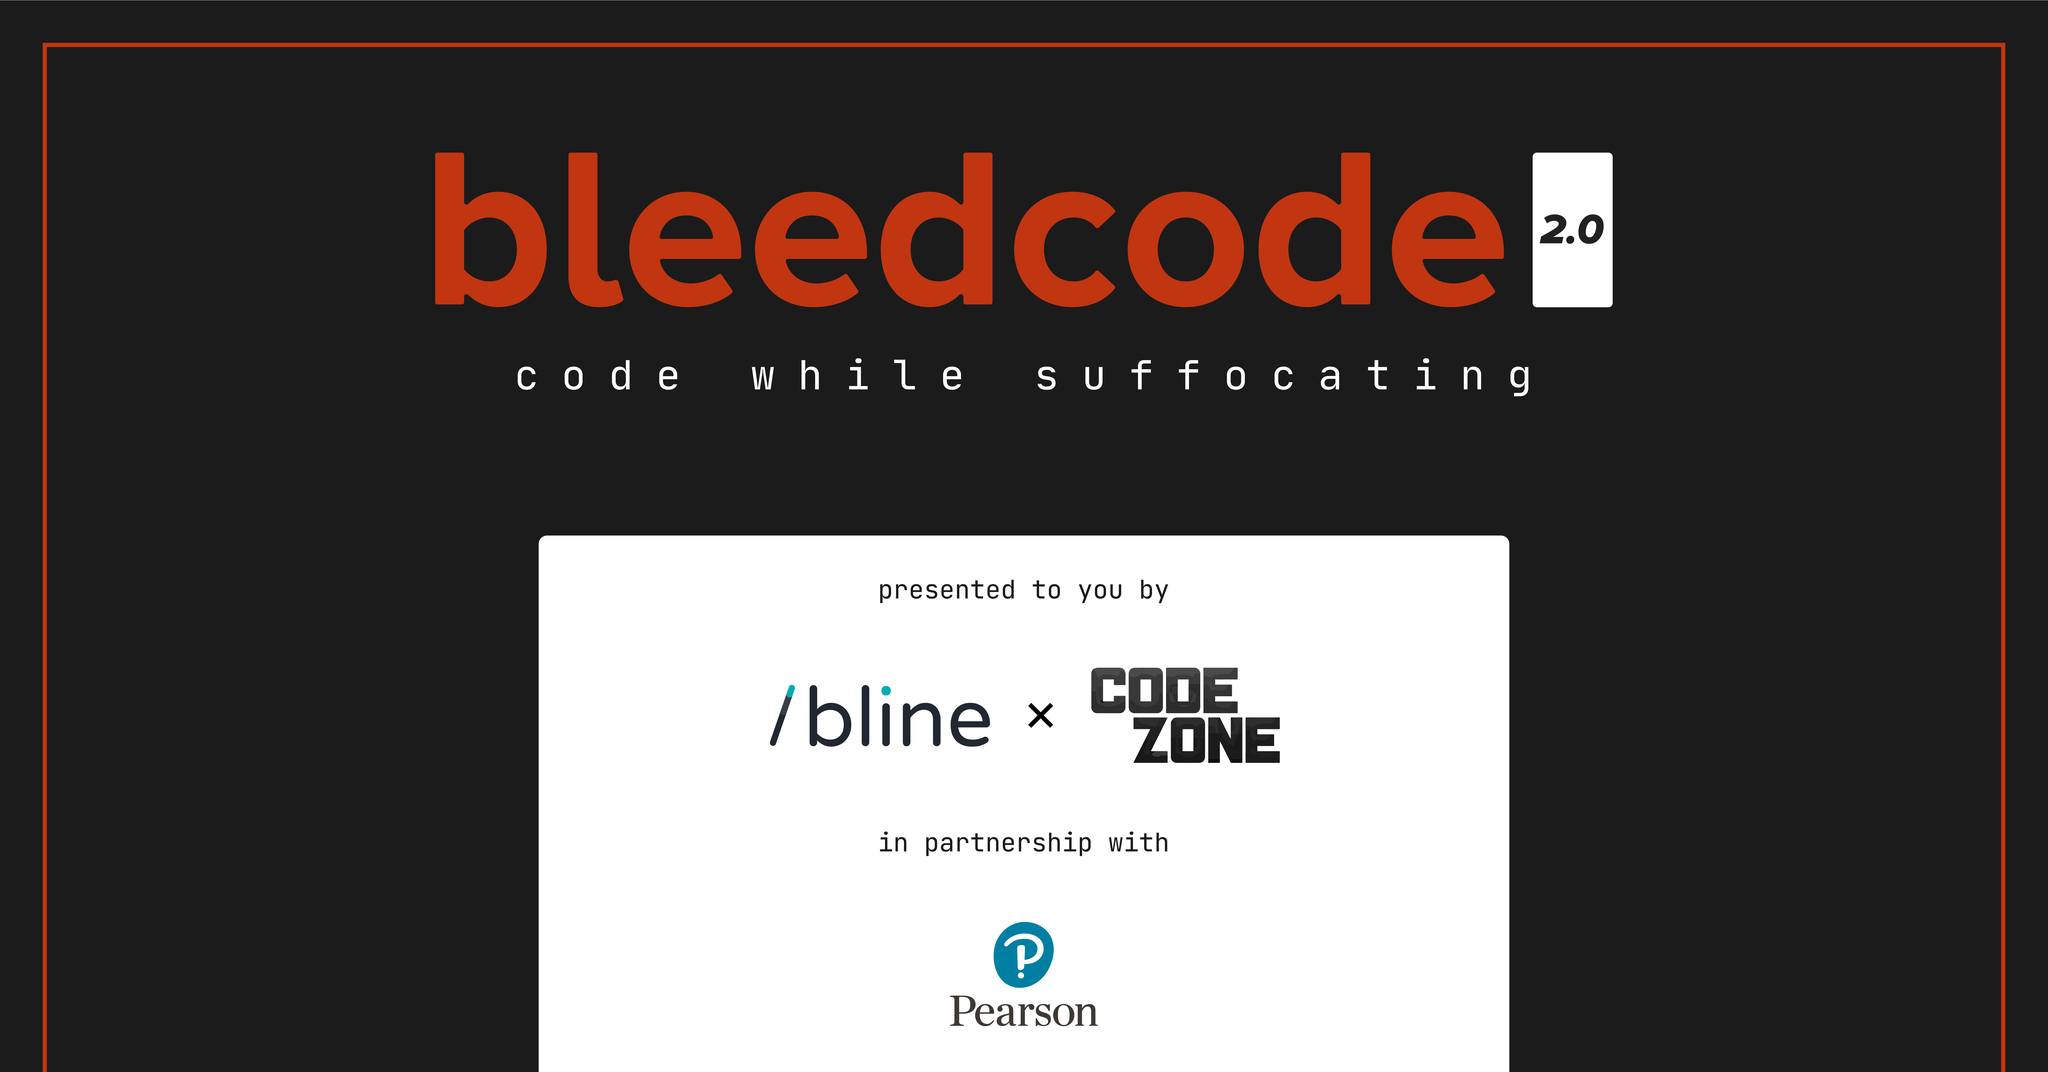 bleedcode 2.0
code while suffocating
presented to you by
/bline × CODE
ZONE
in partnership with
Pearson